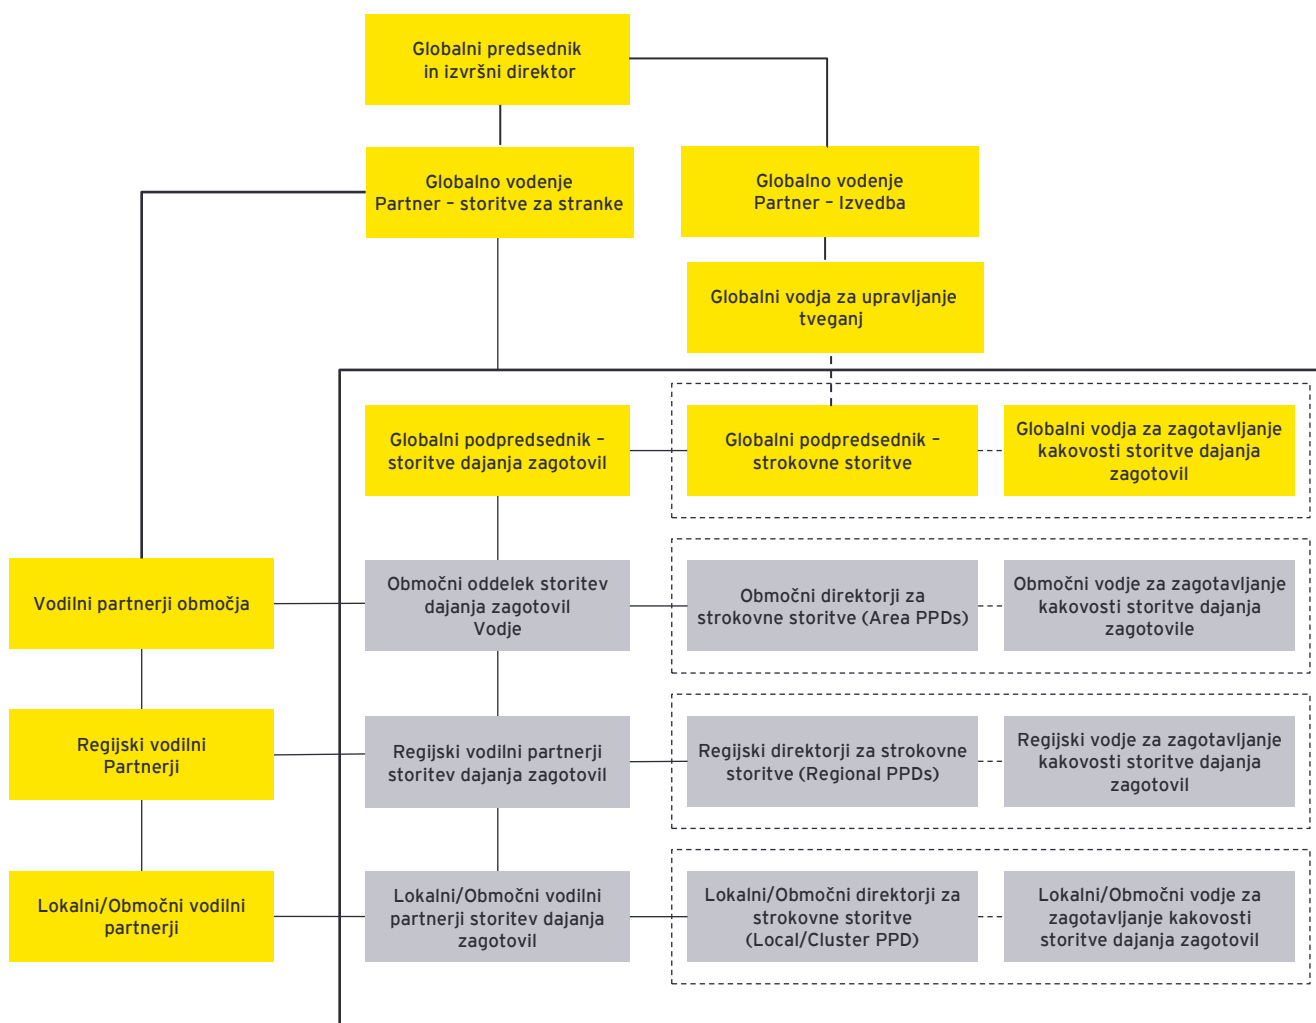 Globalni predsednik
in izvršni direktor
Globalno vodenje
Partner – storitve za stranke
Globalno vodenje
Partner – Izvedba
Globalni vodja za upravljanje
tveganj
Globalni podpredsednik –
storitve dajanja zagotovil
Globalni podpredsednik –
strokovne storitve
Globalni vodja za zagotavljanje
kakovosti storitve dajanja
zagotovil
Vodilni partnerji območja
Območni oddelek storitev
dajanja zagotovil
Vodje
Območni direktorji za
strokovne storitve (Area PPDs)
Območni vodje za zagotavljanje
kakovosti storitve dajanja
zagotovile
Regijski vodilni
Partnerji
Regijski vodilni partnerji
storitev dajanja zagotovil
Regijski direktorji za strokovne
storitve (Regional PPDs)
Regijski vodje za zagotavljanje
kakovosti storitve dajanja
zagotovil
Lokalni/Območni vodilni
partnerji
Lokalni/Območni vodilni
partnerji storitev dajanja
zagotovil
Lokalni/Območni direktorji za
strokovne storitve
(Local/Cluster PPD)
Lokalni/Območni vodje za
zagotavljanje kakovosti
storitve dajanja zagotovil